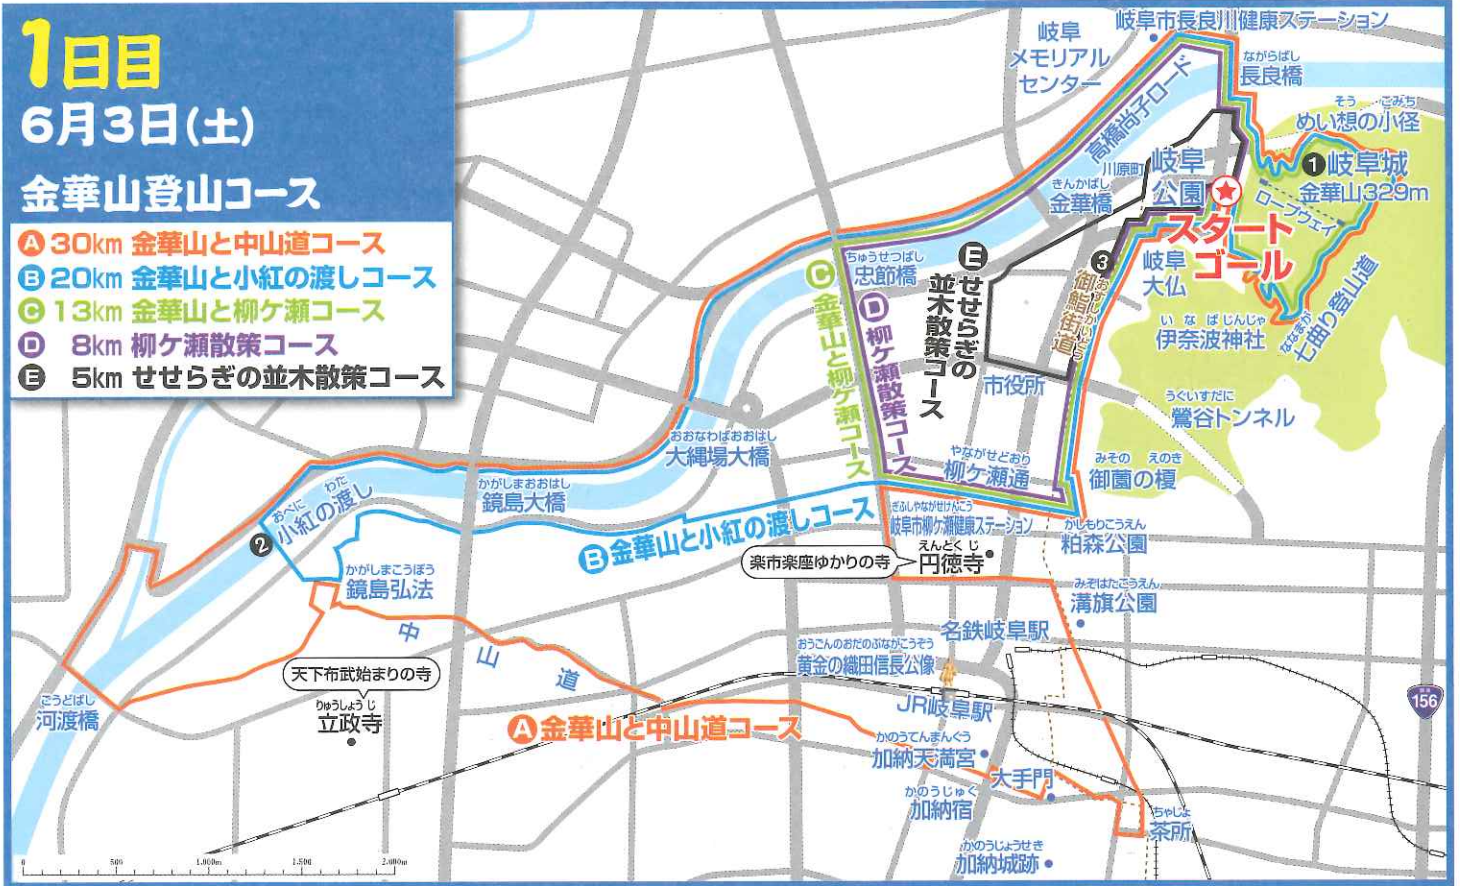 1日目
6月3日(土)
金華山登山コース
A 30km 金華山と中山道コース
B 20km 金華山と小紅の渡しコース
C 13km 金華山と柳ケ瀬コース
D 8km 柳ケ瀬散策コース
E 5km せせらぎの並木散策コース
岐阜市長良川健康ステーション
岐阜
メモリアル
センター
ながらばし
長良橋
高橋尚子ロード
そう こみち
めい想の小径
1 岐阜城
金華山329m
ロープウェイ
川原町
岐阜
公園
きんかばし
金華橋
スタート
ゴール
3
おすしかいどう
御鮨街道
岐阜
大仏
いなばじんじゃ
伊奈波神社
ななまがり
七曲り登山道
ちゅうせつばし
忠節橋
C 金華山と柳ケ瀬コース
D 柳ケ瀬散策コース
E せせらぎの
並木散策コース
市役所
うぐいすだに
鶯谷トンネル
おおなわばおおはし
大縄場大橋
やながせどおり
柳ケ瀬通
みその えのき
御薗の榎
かがしまおおはし
鏡島大橋
おべに わた
小紅の渡し
2
B 金華山と小紅の渡しコース
ぎふしやながせけんこう
岐阜市柳ケ瀬健康ステーション
かしもりこうえん
粕森公園
楽市楽座ゆかりの寺
えんとくじ
円徳寺
かがしまこうぼう
鏡島弘法
みぞはたこうえん
溝旗公園
中山道
名鉄岐阜駅
おうごんのおだのぶながこうぞう
黄金の織田信長公像
天下布武始まりの寺
りゅうしょうじ
立政寺
こうどばし
河渡橋
JR岐阜駅
156
A 金華山と中山道コース
かのうてんまんぐう
加納天満宮
大手門
かのうじゅく
加納宿
ちゃじょ
茶所
かのうじょうせき
加納城跡
0 500 1.000m 1.500 2.000m